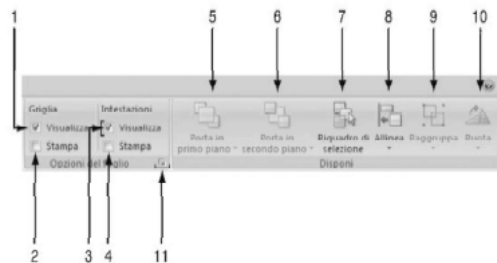 1 5 6 7 8 9 10
Griglia Intestazioni
Visualizza Visualizza
Stampa Stampa
Porta in primo piano Porta in secondo piano Riquadro di selezione Allinea Raggruppa Ruota
Opzioni del foglio Disponi
2 3 4 11